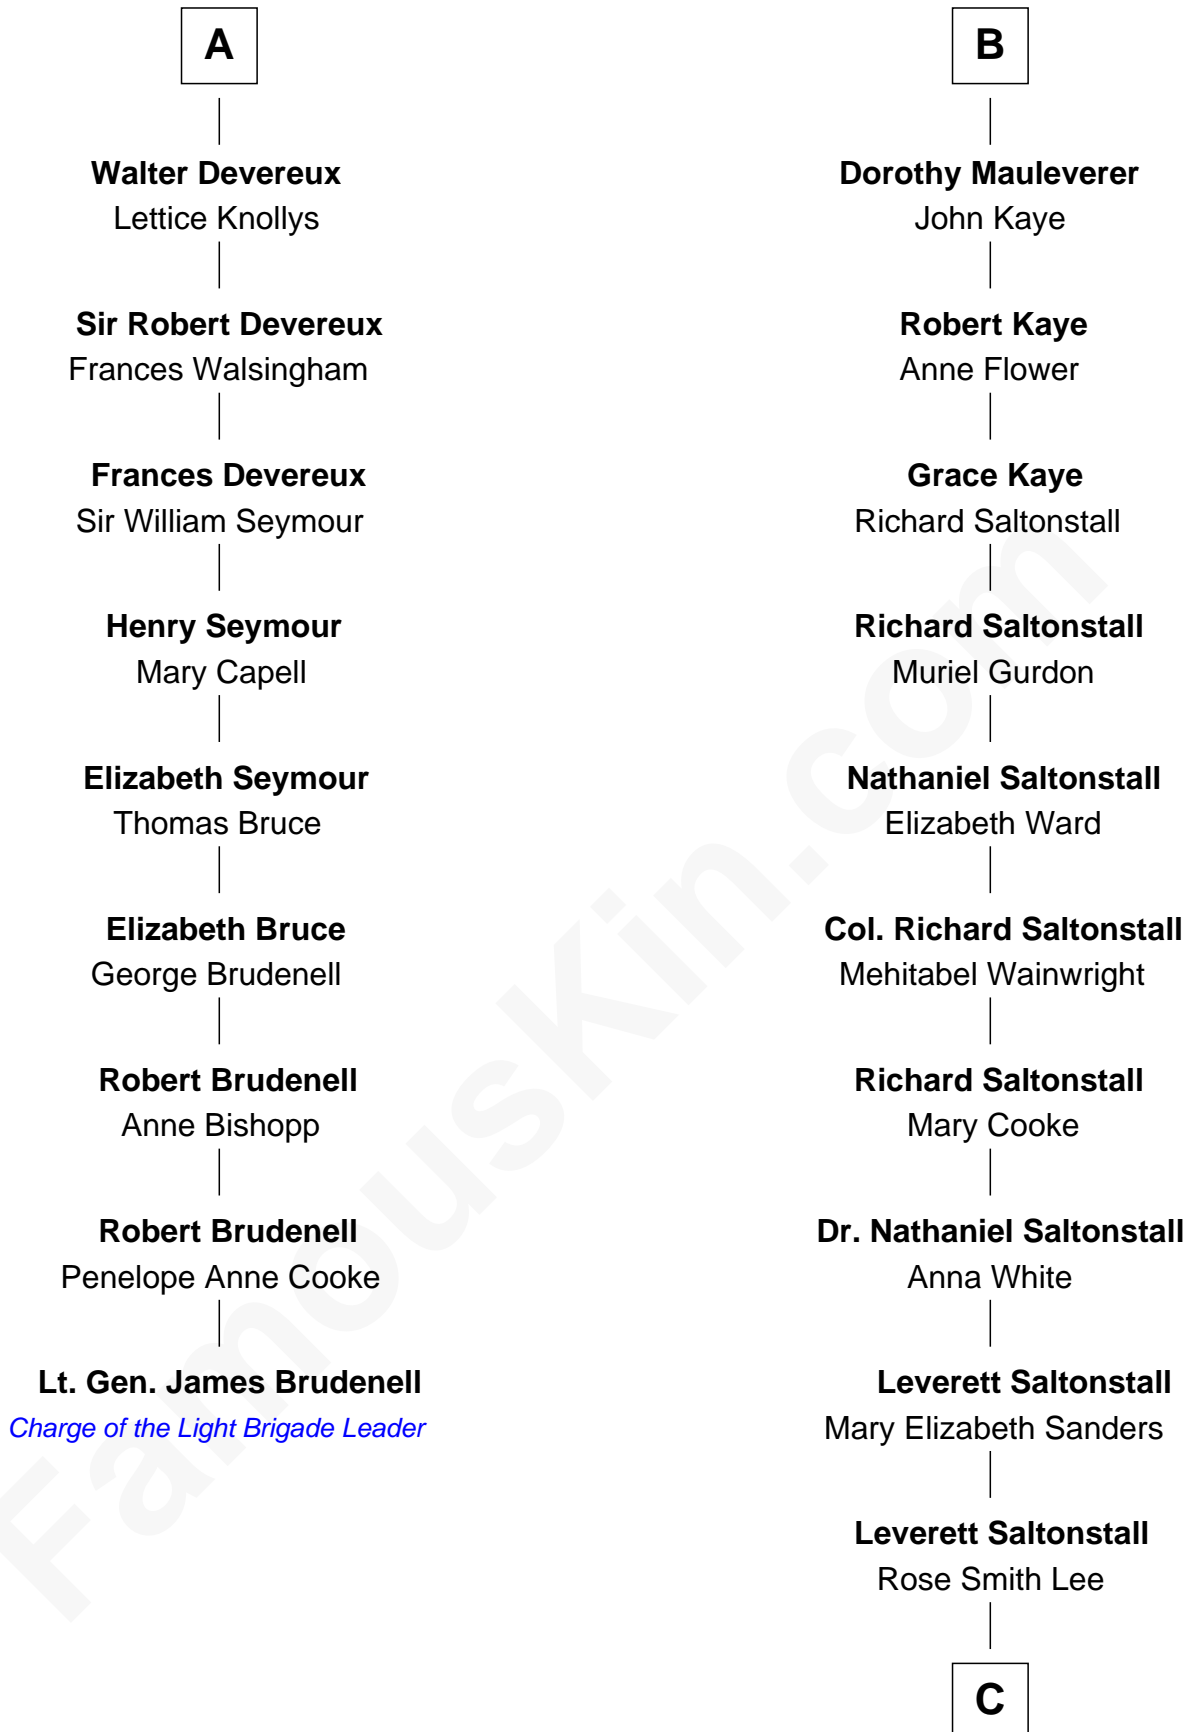 A
Walter Devereux
Lettice Knollys
Sir Robert Devereux
Frances Walsingham
Frances Devereux
Sir William Seymour
Henry Seymour
Mary Capell
Elizabeth Seymour
Thomas Bruce
Elizabeth Bruce
George Brudenell
Robert Brudenell
Anne Bishopp
Robert Brudenell
Penelope Anne Cooke
Lt. Gen. James Brudenell
Charge of the Light Brigade Leader
B
Dorothy Mauleverer
John Kaye
Robert Kaye
Anne Flower
Grace Kaye
Richard Saltonstall
Richard Saltonstall
Muriel Gurdon
Nathaniel Saltonstall
Elizabeth Ward
Col. Richard Saltonstall
Mehitabel Wainwright
Richard Saltonstall
Mary Cooke
Dr. Nathaniel Saltonstall
Anna White
Leverett Saltonstall
Mary Elizabeth Sanders
Leverett Saltonstall
Rose Smith Lee
C
FamousKin.com